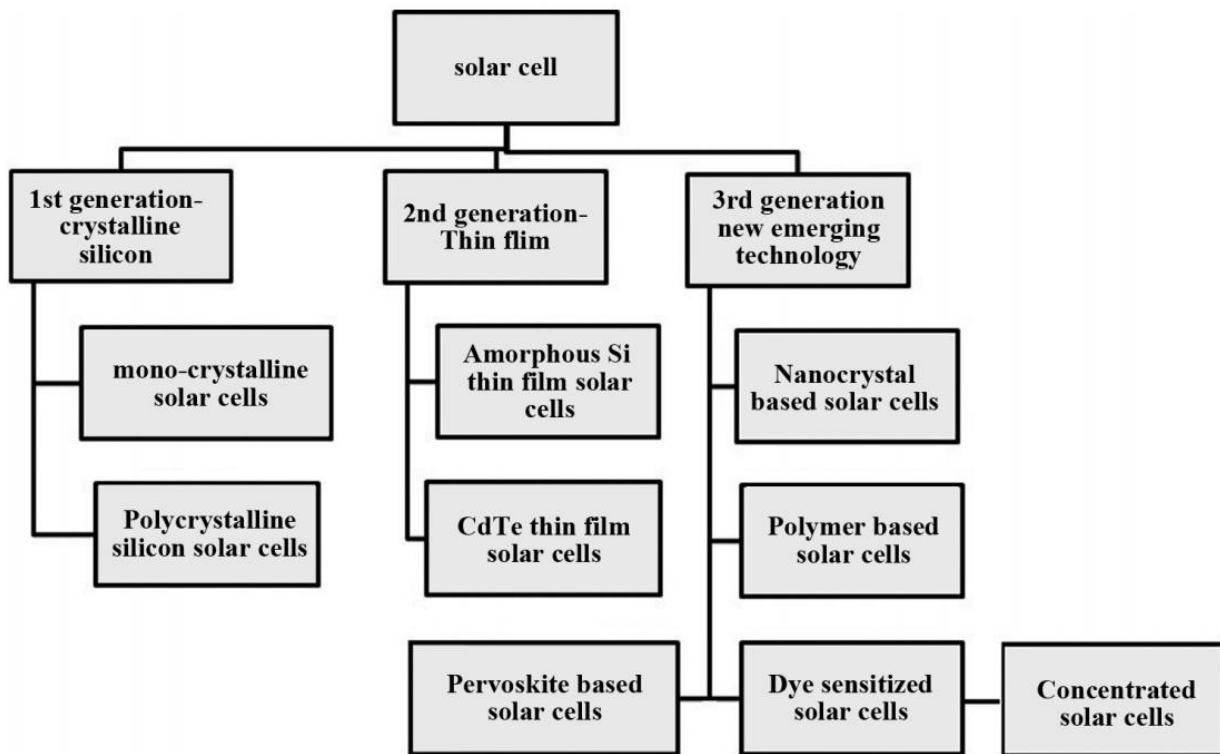 solar cell
1st generation-
crystalline
silicon
2nd generation-
Thin flim
3rd generation
new emerging
technology
mono-crystalline
solar cells
Amorphous Si
thin film solar
cells
Nanocrystal
based solar cells
Polycrystalline
silicon solar cells
CdTe thin film
solar cells
Polymer based
solar cells
Pervoskite based
solar cells
Dye sensitized
solar cells
Concentrated
solar cells